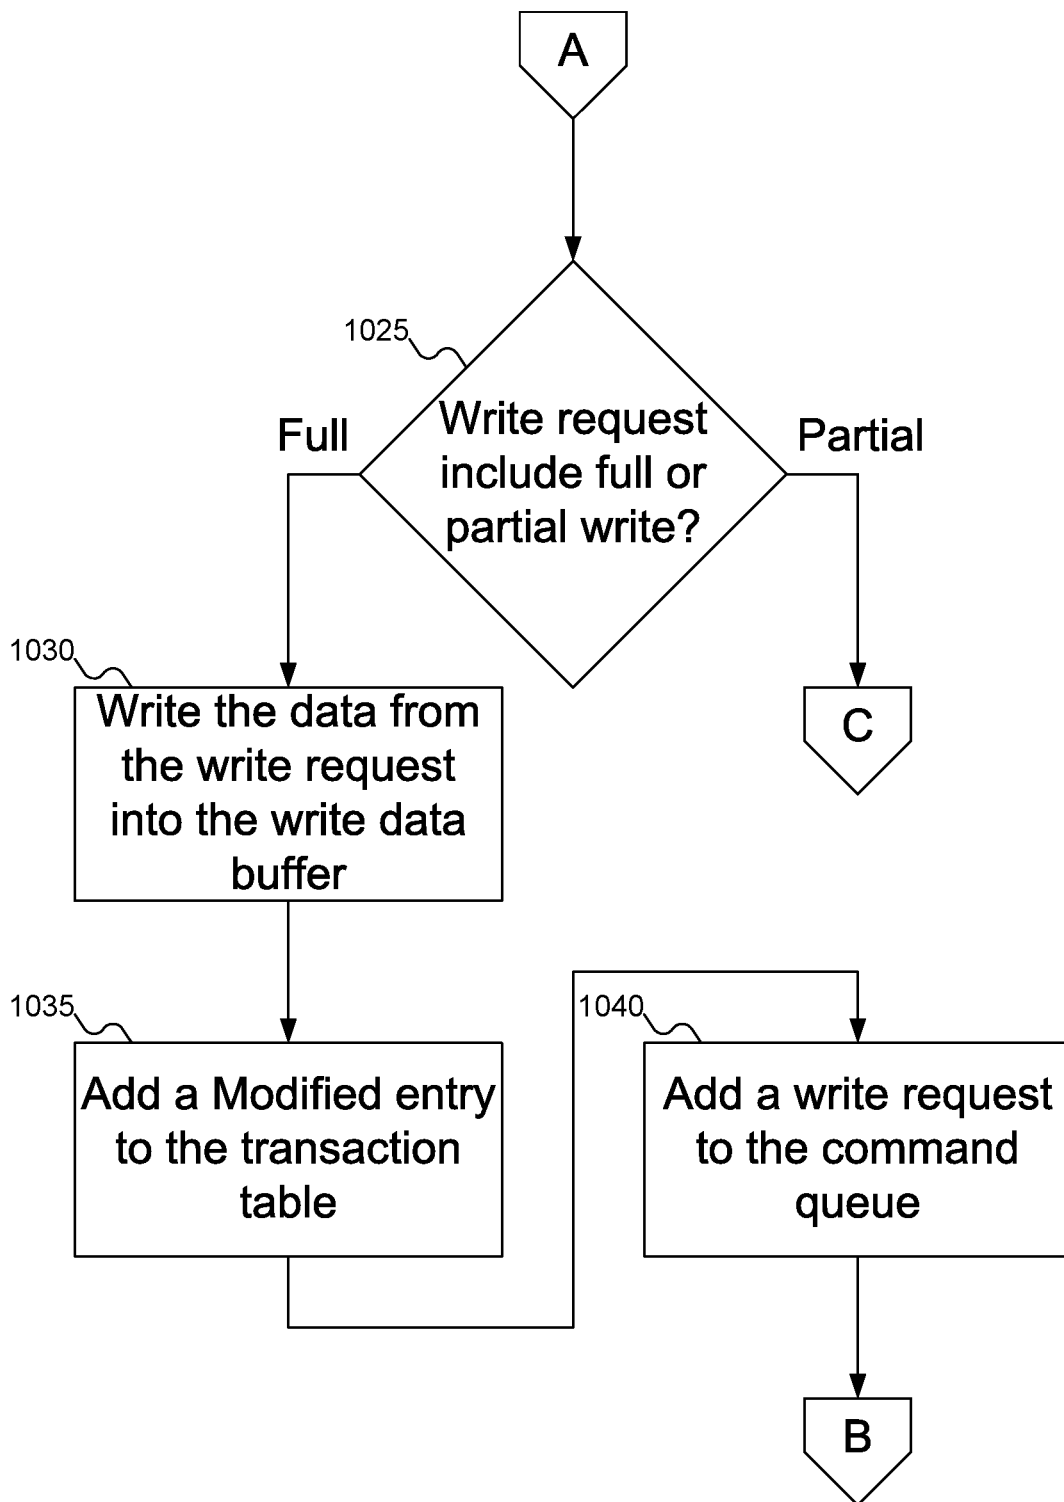 A
1025
Write request
include full or
partial write?
Full
Partial
1030
Write the data from
the write request
into the write data
buffer
C
1035
Add a Modified entry
to the transaction
table
1040
Add a write request
to the command
queue
B